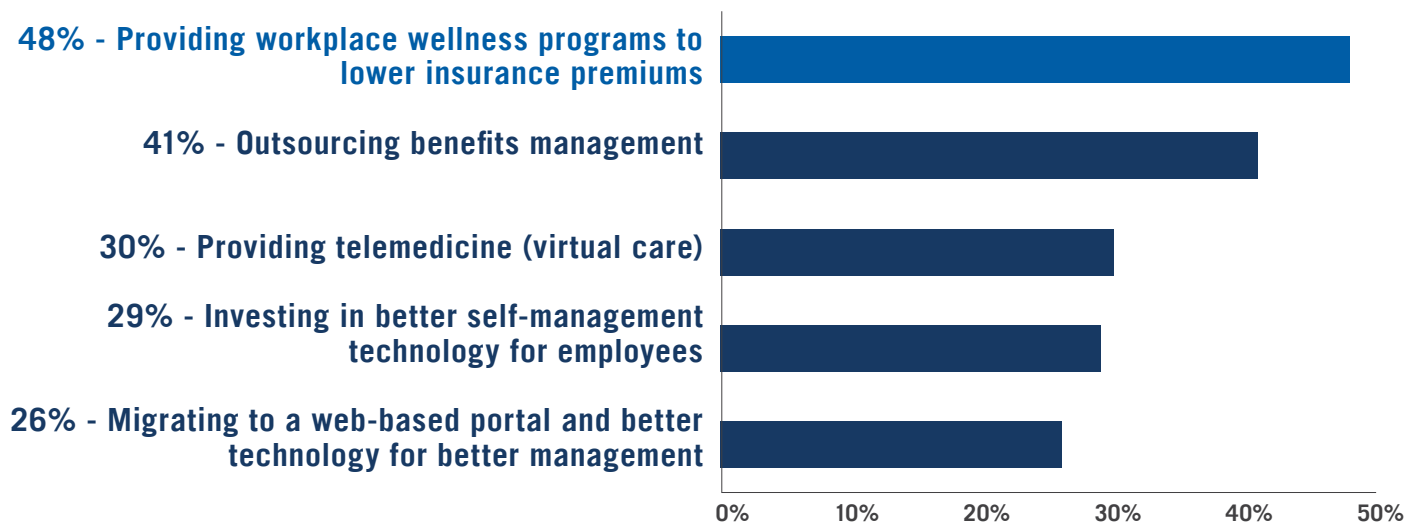 48% - Providing workplace wellness programs to
lower insurance premiums
41% - Outsourcing benefits management
30% - Providing telemedicine (virtual care)
29% - Investing in better self-management
technology for employees
26% - Migrating to a web-based portal and better
technology for better management
0% 10% 20% 30% 40% 50%